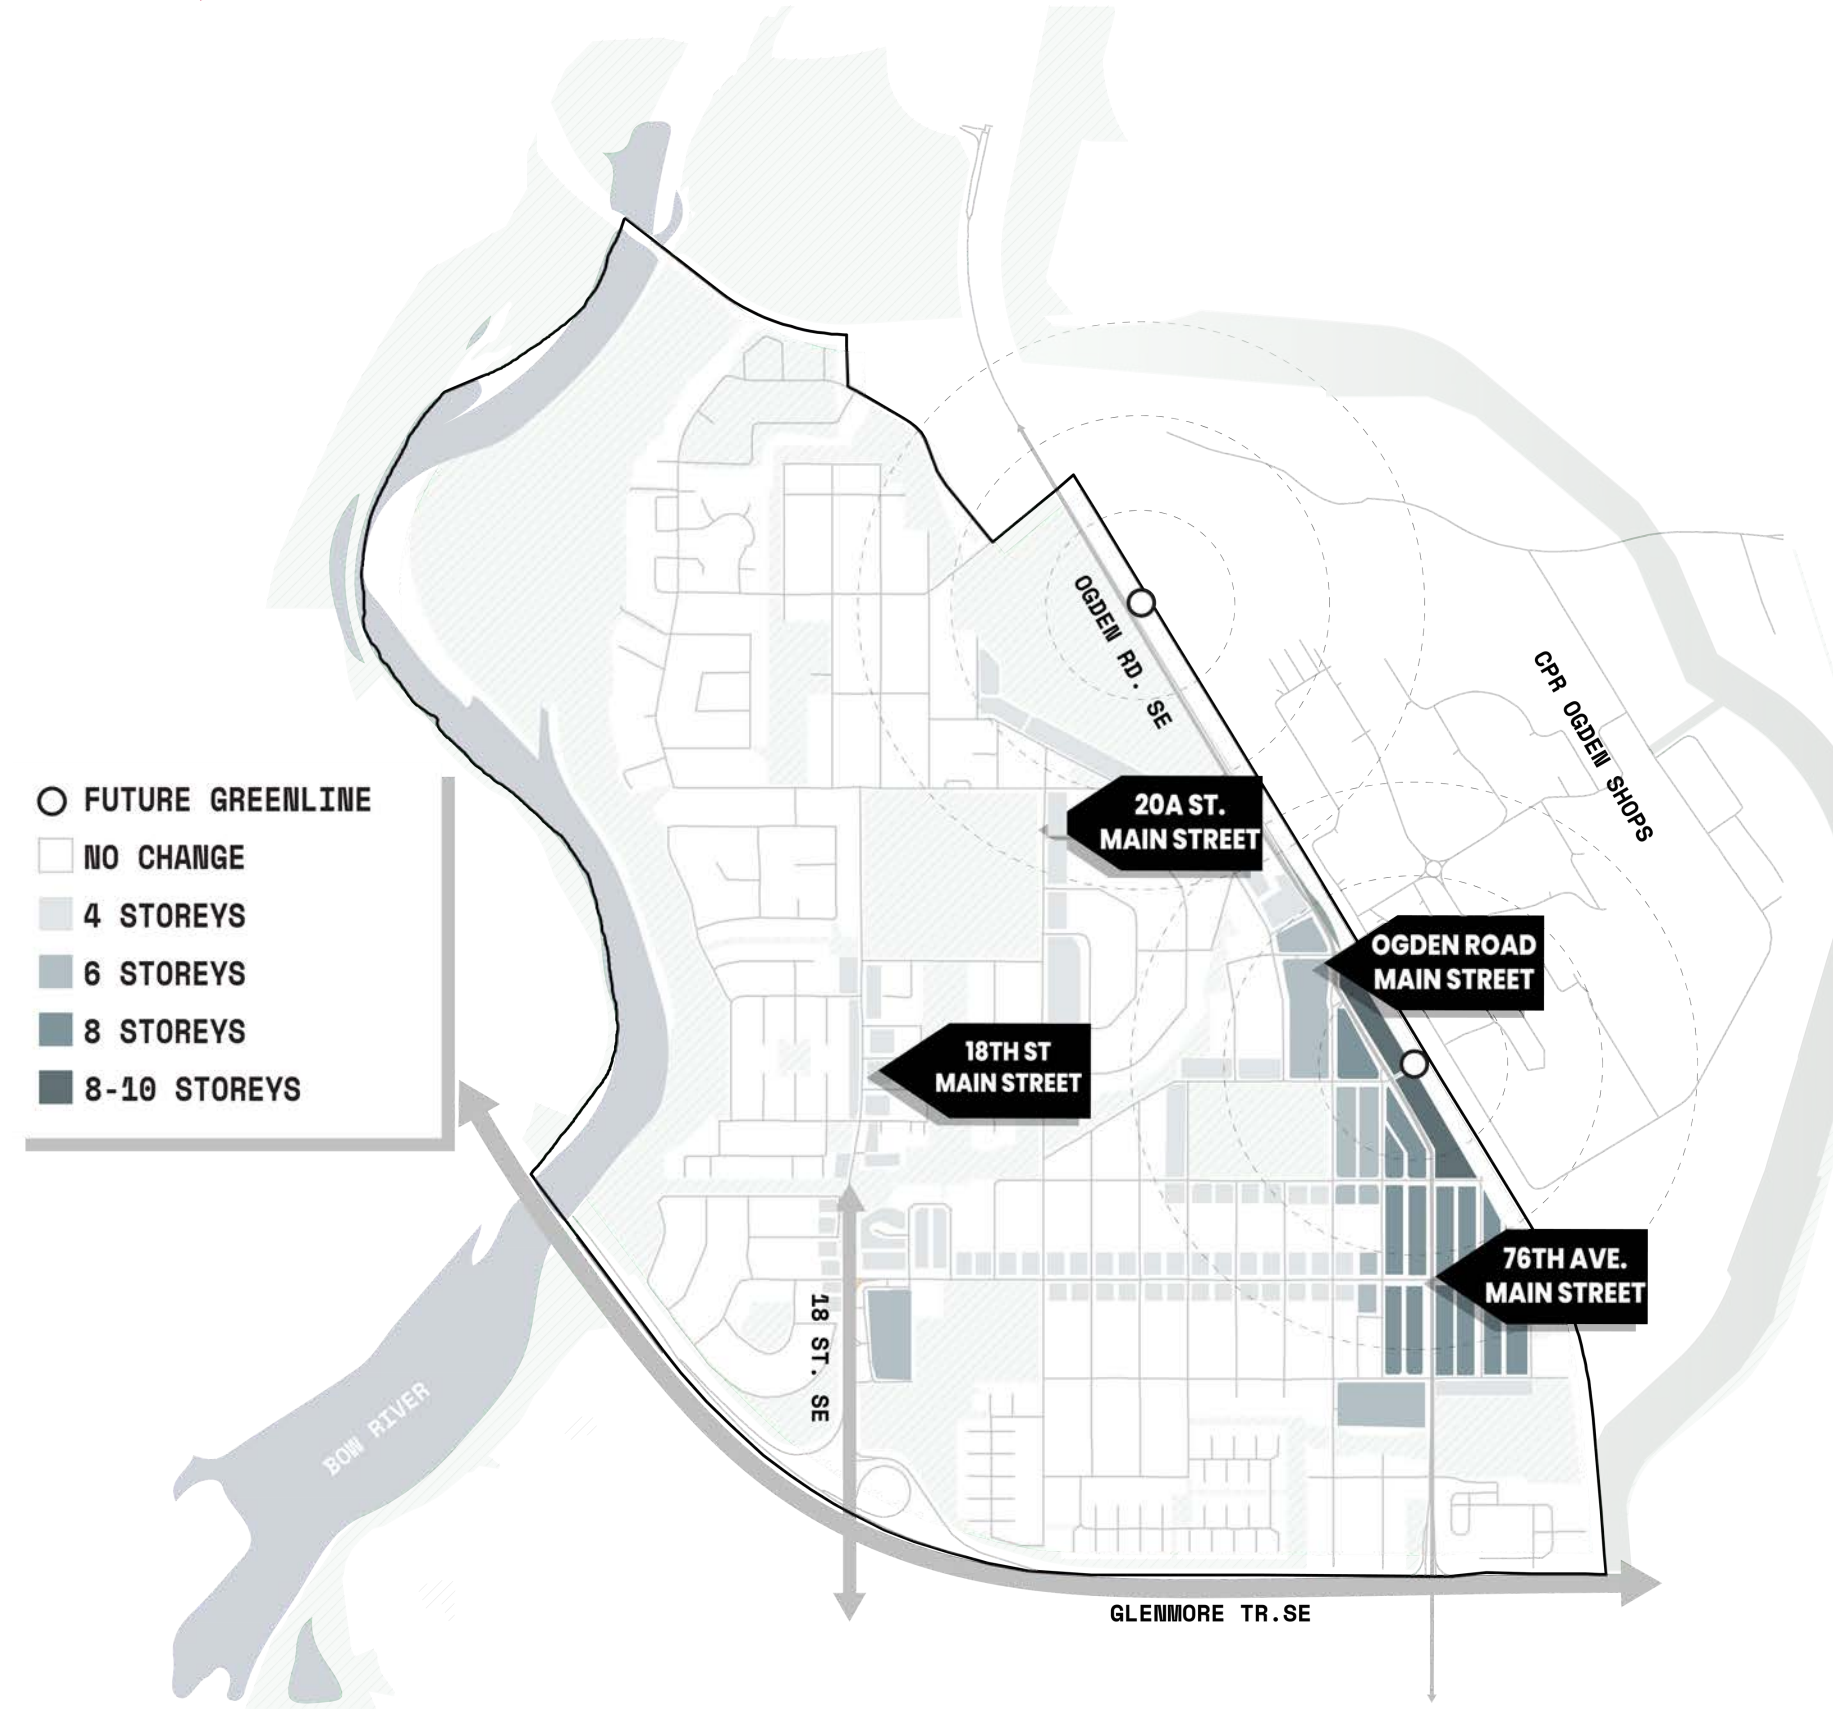 FUTURE GREENLINE
NO CHANGE
4 STOREYS
6 STOREYS
8 STOREYS
8-10 STOREYS
OGDEN RD. SE
CPR OGDEN SHOPS
20A ST.
MAIN STREET
OGDEN ROAD
MAIN STREET
18TH ST
MAIN STREET
76TH AVE.
MAIN STREET
18 ST. SE
BOW RIVER
GLENMORE TR.SE